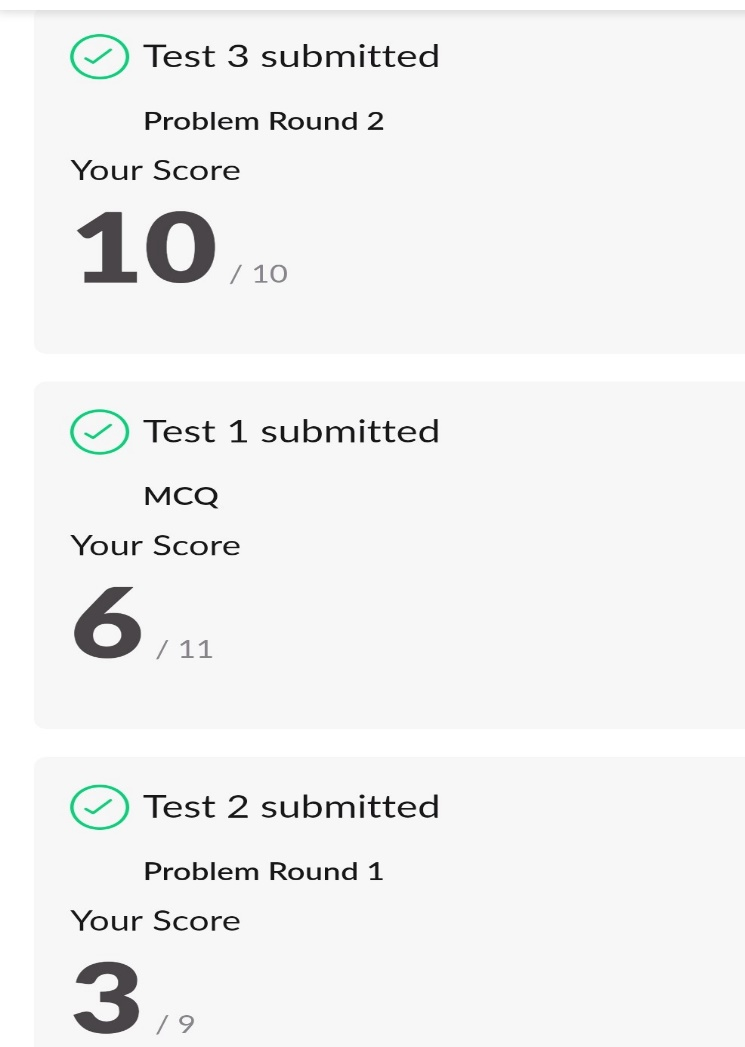 Test 3 submitted
Problem Round 2
Your Score
10 / 10
Test 1 submitted
MCQ
Your Score
6 / 11
Test 2 submitted
Problem Round 1
Your Score
3 / 9